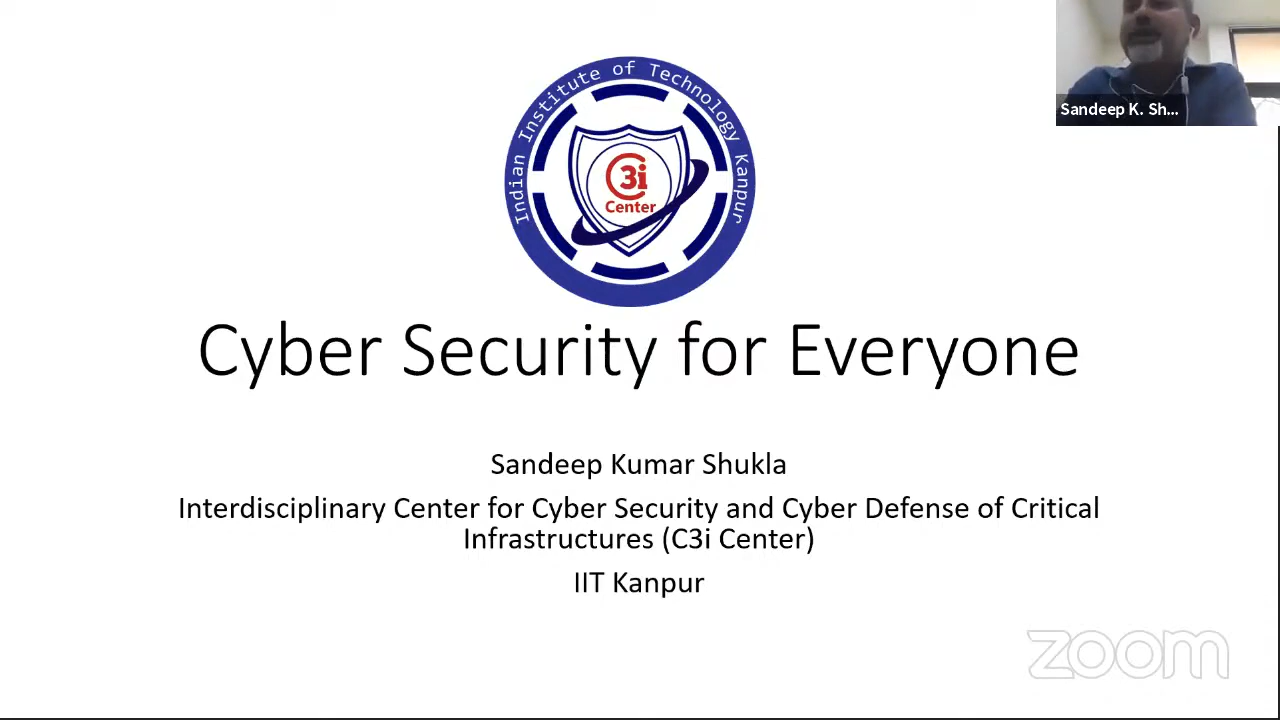 Indian Institute of Technology Kanpur
C3i
Center
Sandeep K. Sh...
Cyber Security for Everyone
Sandeep Kumar Shukla
Interdisciplinary Center for Cyber Security and Cyber Defense of Critical
Infrastructures (C3i Center)
IIT Kanpur
zoom